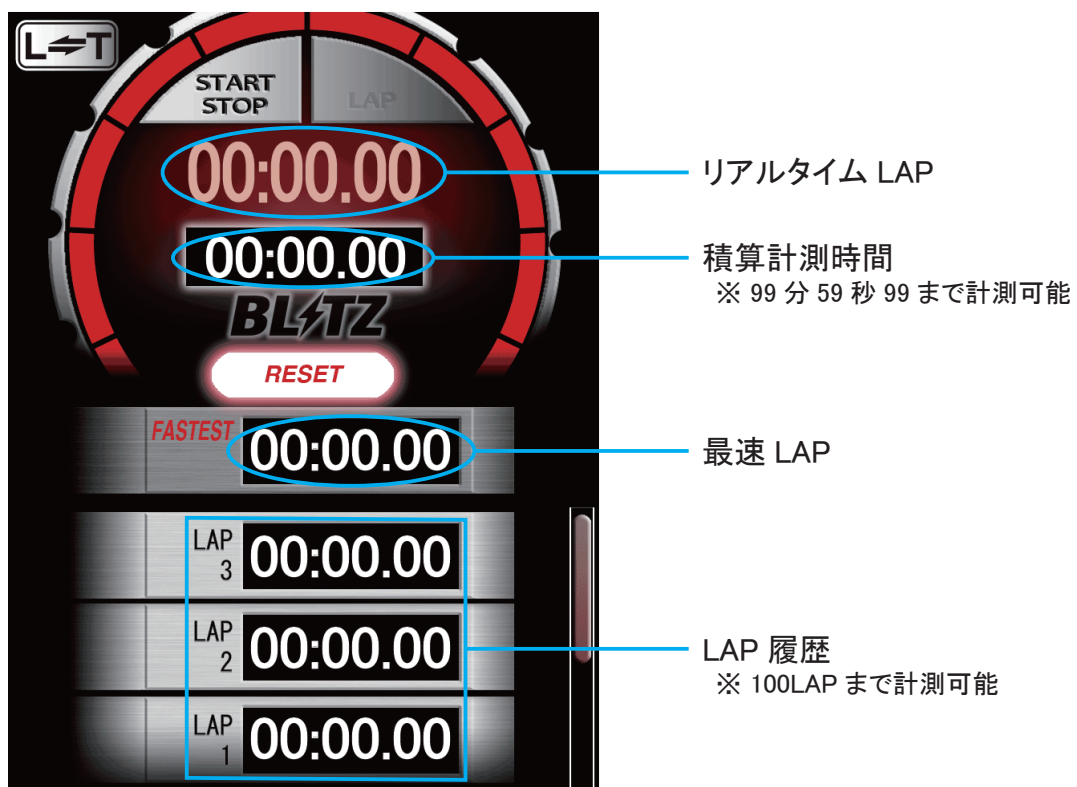 L⇌T
START
STOP
LAP
00:00.00
リアルタイム LAP
00:00.00
積算計測時間
※ 99 分 59 秒 99 まで計測可能
BLITZ
RESET
FASTEST
00:00.00
最速 LAP
LAP
3
00:00.00
LAP
2
00:00.00
LAP 履歴
※ 100LAP まで計測可能
LAP
1
00:00.00